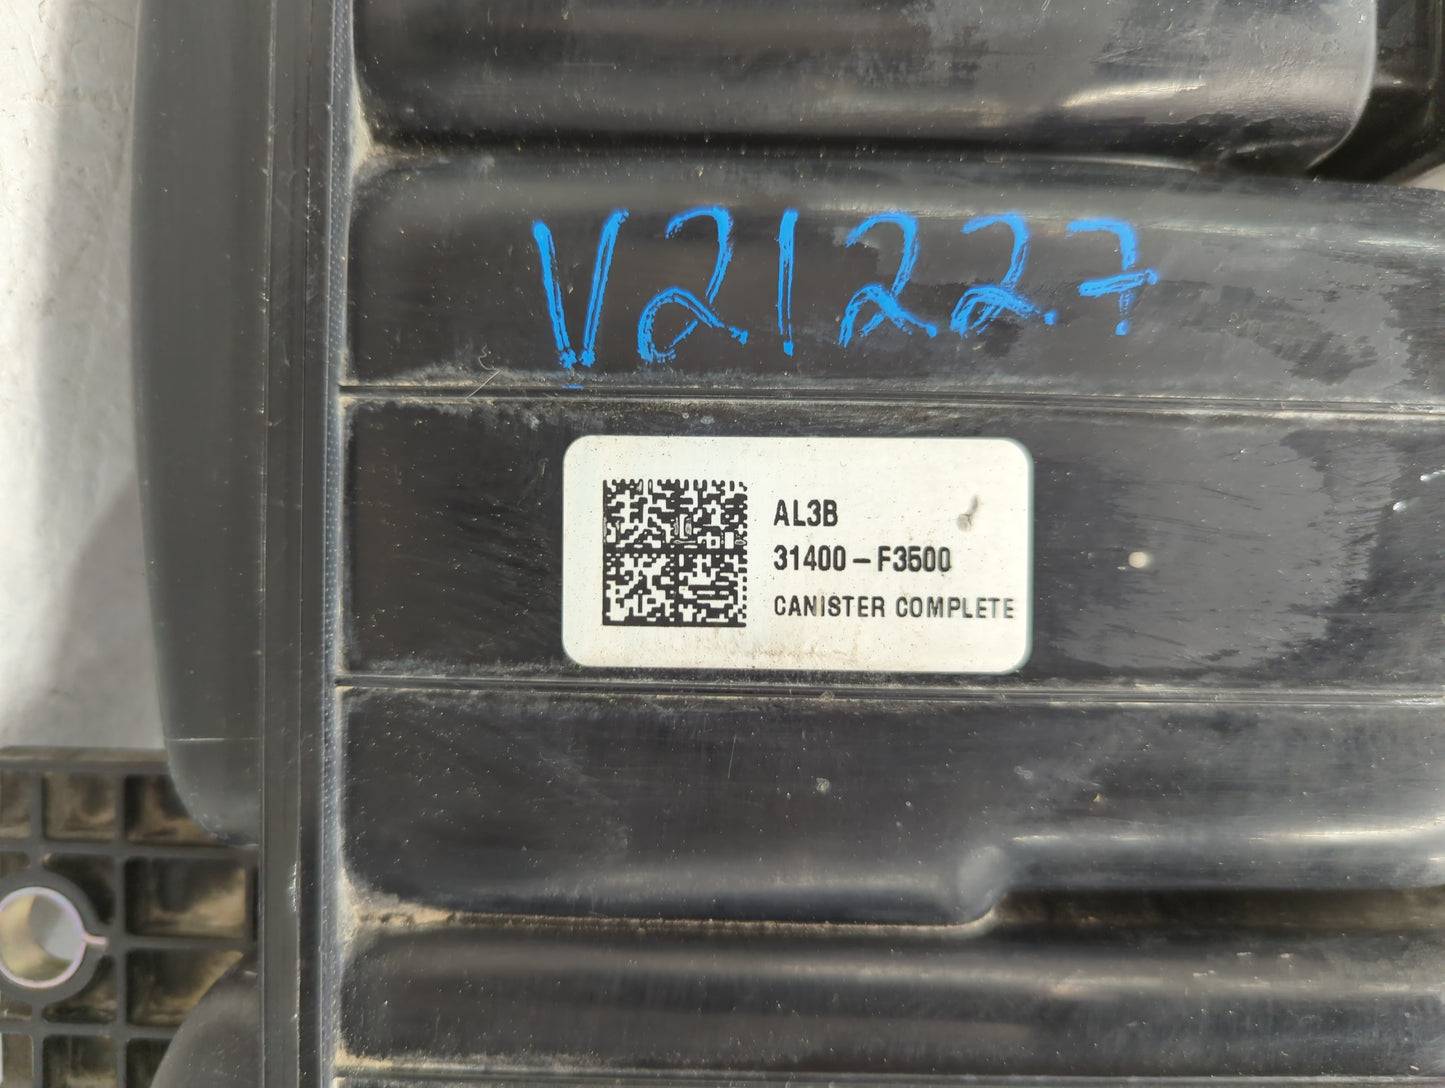 V21227
AL3B
31400-F3500
CANISTER COMPLETE